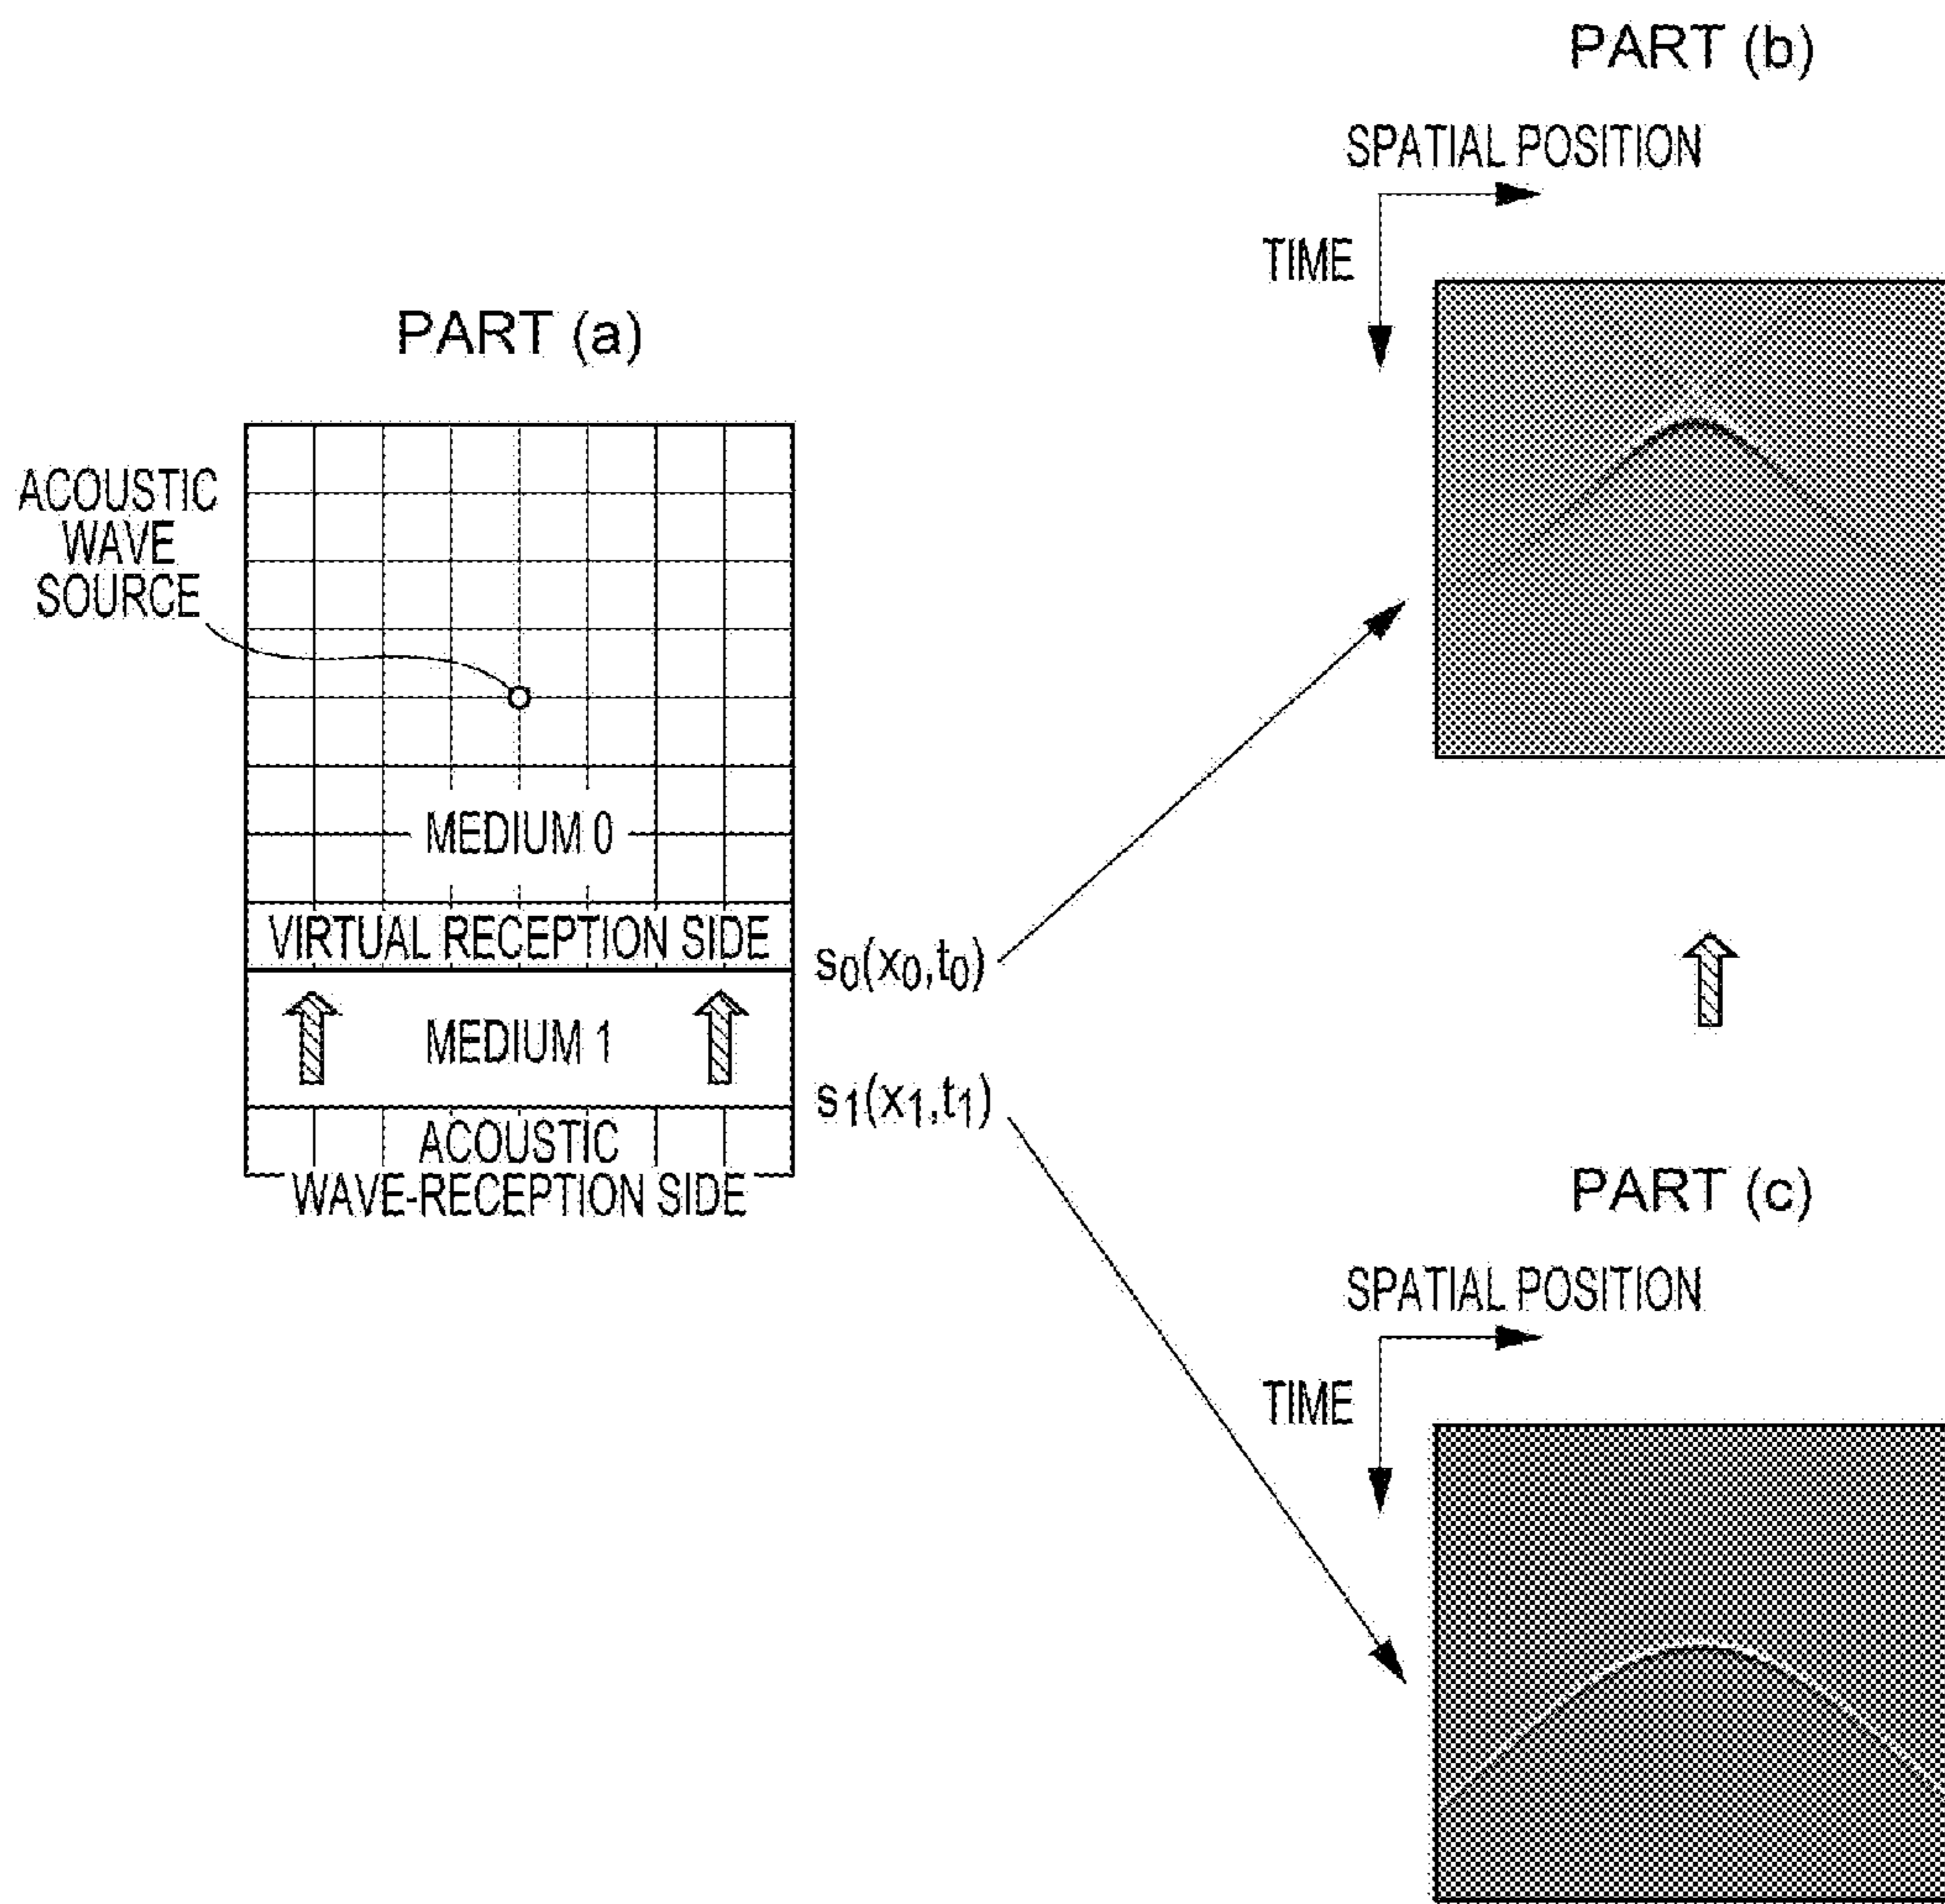 PART (a)
ACOUSTIC
WAVE
SOURCE
MEDIUM 0
VIRTUAL RECEPTION SIDE
MEDIUM 1
ACOUSTIC
WAVE-RECEPTION SIDE
s0(x0,t0)
s1(x1,t1)
PART (b)
SPATIAL POSITION
TIME
PART (c)
SPATIAL POSITION
TIME